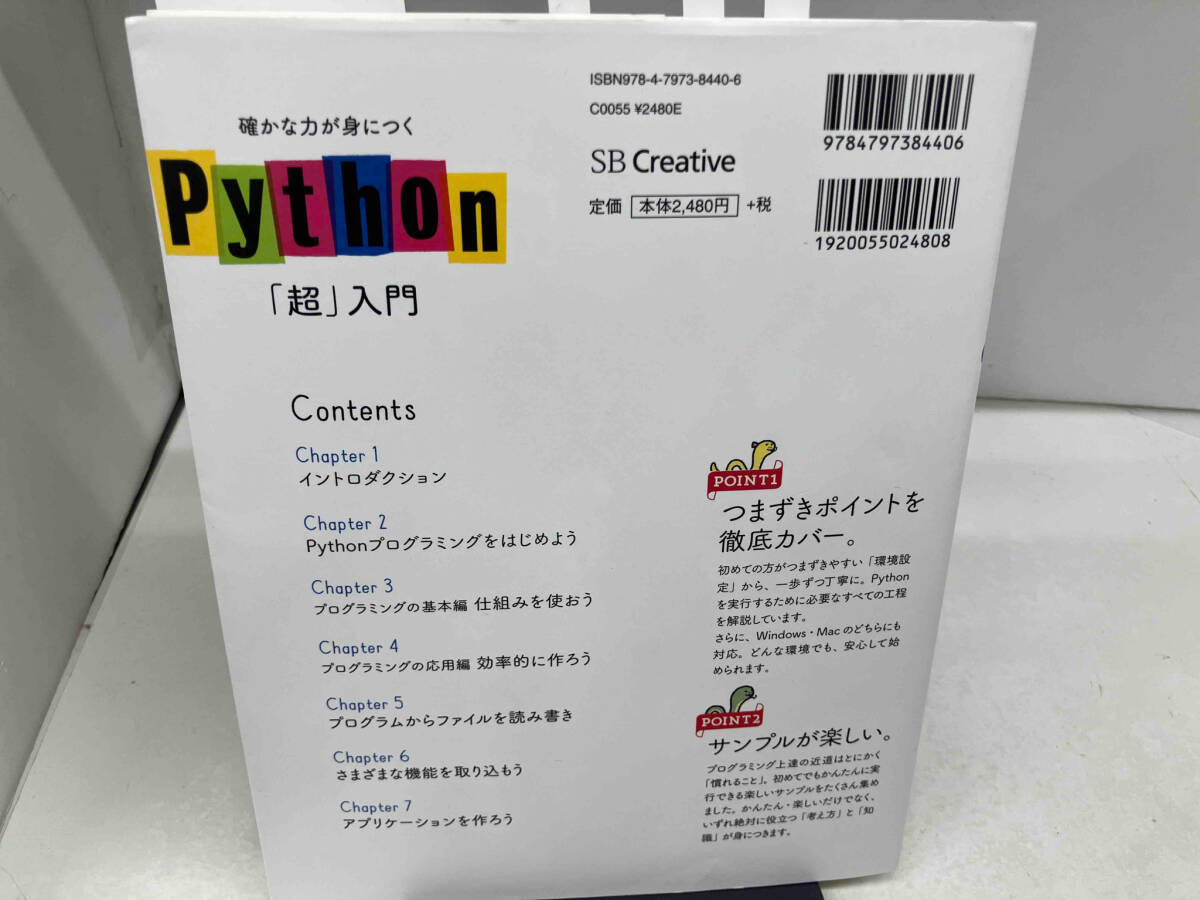 確かな力が身につく
Python
「超」入門
ISBN978-4-7973-8440-6
C0055 ¥2480E
SB Creative
定価 本体2,480円 +税
9784797384406
1920055024808
Contents
Chapter 1
イントロダクション
Chapter 2
Pythonプログラミングをはじめよう
Chapter 3
プログラミングの基本編 仕組みを使おう
Chapter 4
プログラミングの応用編 効率的に作ろう
Chapter 5
プログラムからファイルを読み書き
Chapter 6
さまざまな機能を取り込もう
Chapter 7
アプリケーションを作ろう
POINT1
つまずきポイントを
徹底カバー。
初めての方がつまずきやすい「環境設
定」から、一歩ずつ丁寧に。Python
を実行するために必要なすべての工程
を解説しています。
さらに、Windows・Macのどちらにも
対応。どんな環境でも、安心して始
められます。
POINT2
サンプルが楽しい。
プログラミング上達の近道はとにかく
「慣れること」。初めてでもかんたんに実
行できる楽しいサンプルをたくさん集め
ました。かんたん・楽しいだけでなく、
いずれ絶対に役立つ「考え方」と「知
識」が身につきます。